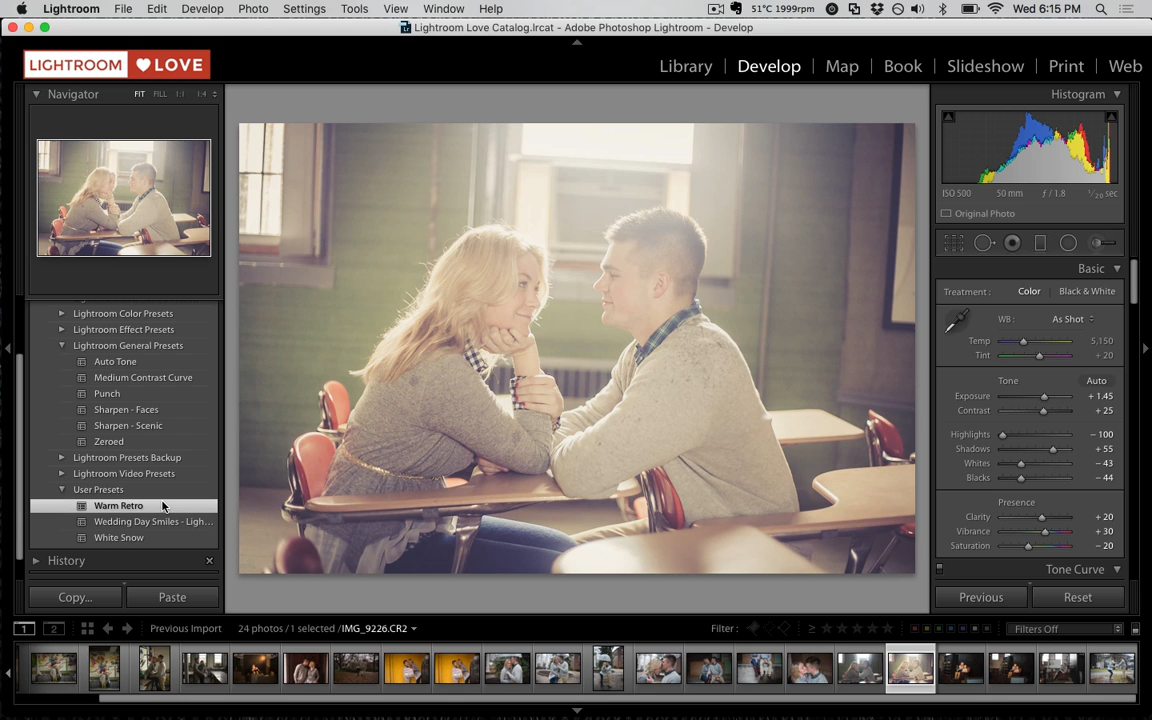 Lightroom File Edit Develop Photo Settings Tools View Window Help 51°C 1999rpm Wed 6:15 PM
Lightroom Love Catalog.lrcat - Adobe Photoshop Lightroom - Develop
LIGHTROOM LOVE
Library Develop Map Book Slideshow Print Web
Navigator FIT FILL 1:1 1:4
Histogram
ISO 500 50 mm ƒ / 1.8 1/20 sec
Original Photo
Basic
Treatment : Color Black & White
WB : As Shot
Temp 5,150
Tint + 20
Tone Auto
Exposure + 1.45
Contrast + 25
Highlights – 100
Shadows + 55
Whites – 43
Blacks – 44
Presence
Clarity + 20
Vibrance + 30
Saturation – 20
Tone Curve
Previous Reset
Lightroom Color Presets
Lightroom Effect Presets
Lightroom General Presets
Auto Tone
Medium Contrast Curve
Punch
Sharpen - Faces
Sharpen - Scenic
Zeroed
Lightroom Presets Backup
Lightroom Video Presets
User Presets
Warm Retro
Wedding Day Smiles - Ligh...
White Snow
History
Copy... Paste
1 2 Previous Import 24 photos / 1 selected / IMG_9226.CR2 Filter : Filters Off